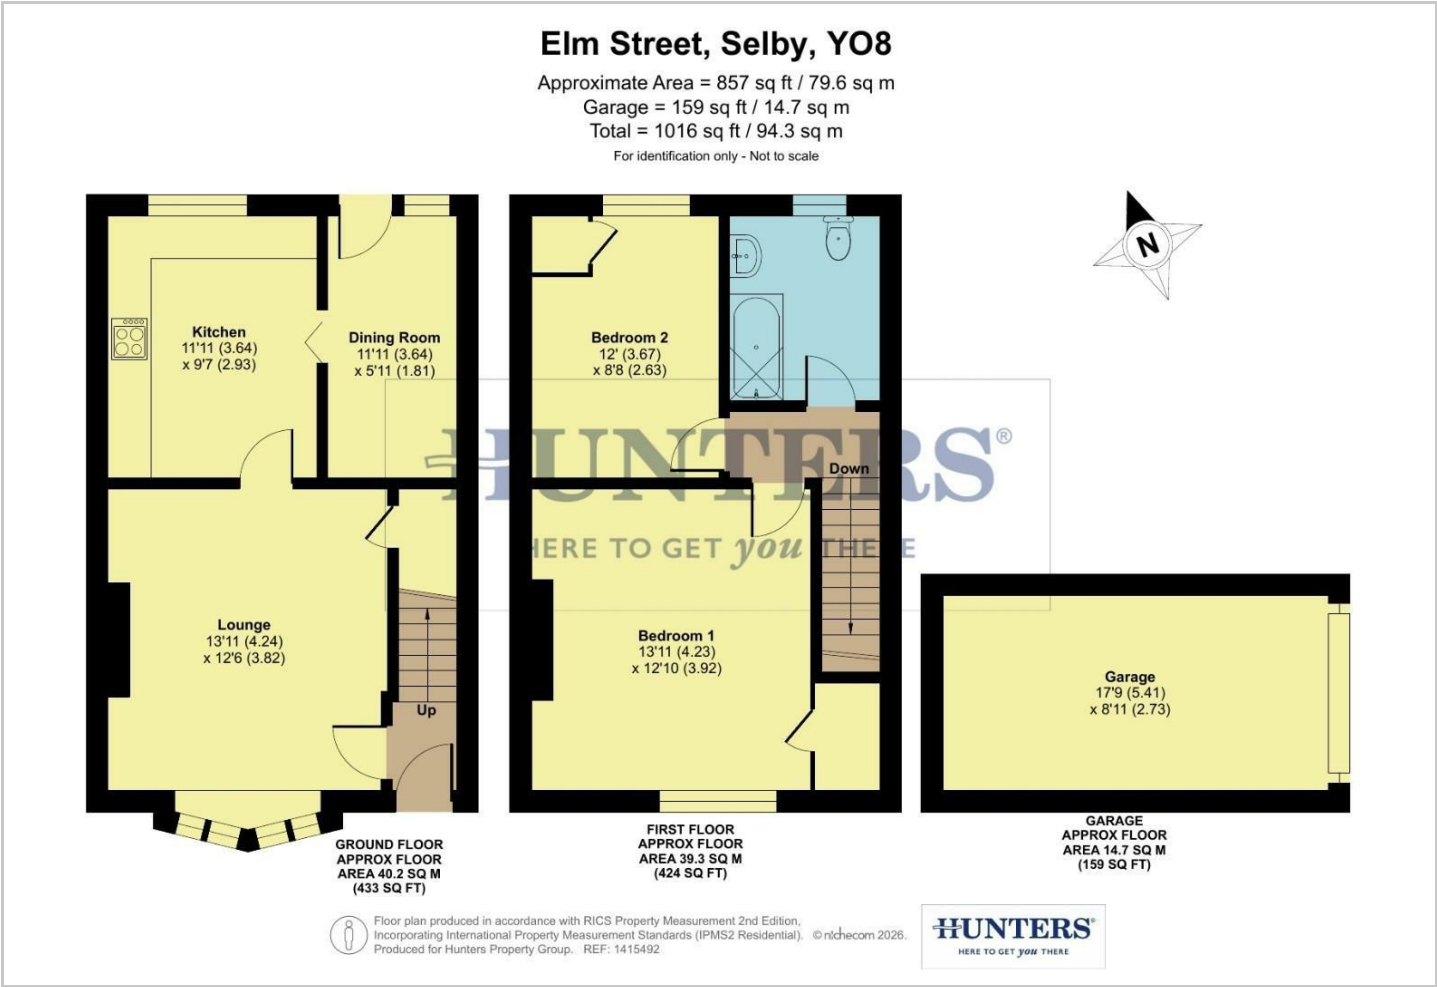 Elm Street, Selby, YO8
Approximate Area = 857 sq ft / 79.6 sq m
Garage = 159 sq ft / 14.7 sq m
Total = 1016 sq ft / 94.3 sq m
For identification only - Not to scale
N
Kitchen
11'11 (3.64)
x 9'7 (2.93)
Dining Room
11'11 (3.64)
x 5'11 (1.81)
Lounge
13'11 (4.24)
x 12'6 (3.82)
Up
GROUND FLOOR
APPROX FLOOR
AREA 40.2 SQ M
(433 SQ FT)
Bedroom 2
12' (3.67)
x 8'8 (2.63)
Down
Bedroom 1
13'11 (4.23)
x 12'10 (3.92)
FIRST FLOOR
APPROX FLOOR
AREA 39.3 SQ M
(424 SQ FT)
HUNTERS®
HERE TO GET you THERE
Garage
17'9 (5.41)
x 8'11 (2.73)
GARAGE
APPROX FLOOR
AREA 14.7 SQ M
(159 SQ FT)
Floor plan produced in accordance with RICS Property Measurement 2nd Edition,
Incorporating International Property Measurement Standards (IPMS2 Residential). © ntchecom 2026.
Produced for Hunters Property Group. REF: 1415492
HUNTERS®
HERE TO GET you THERE